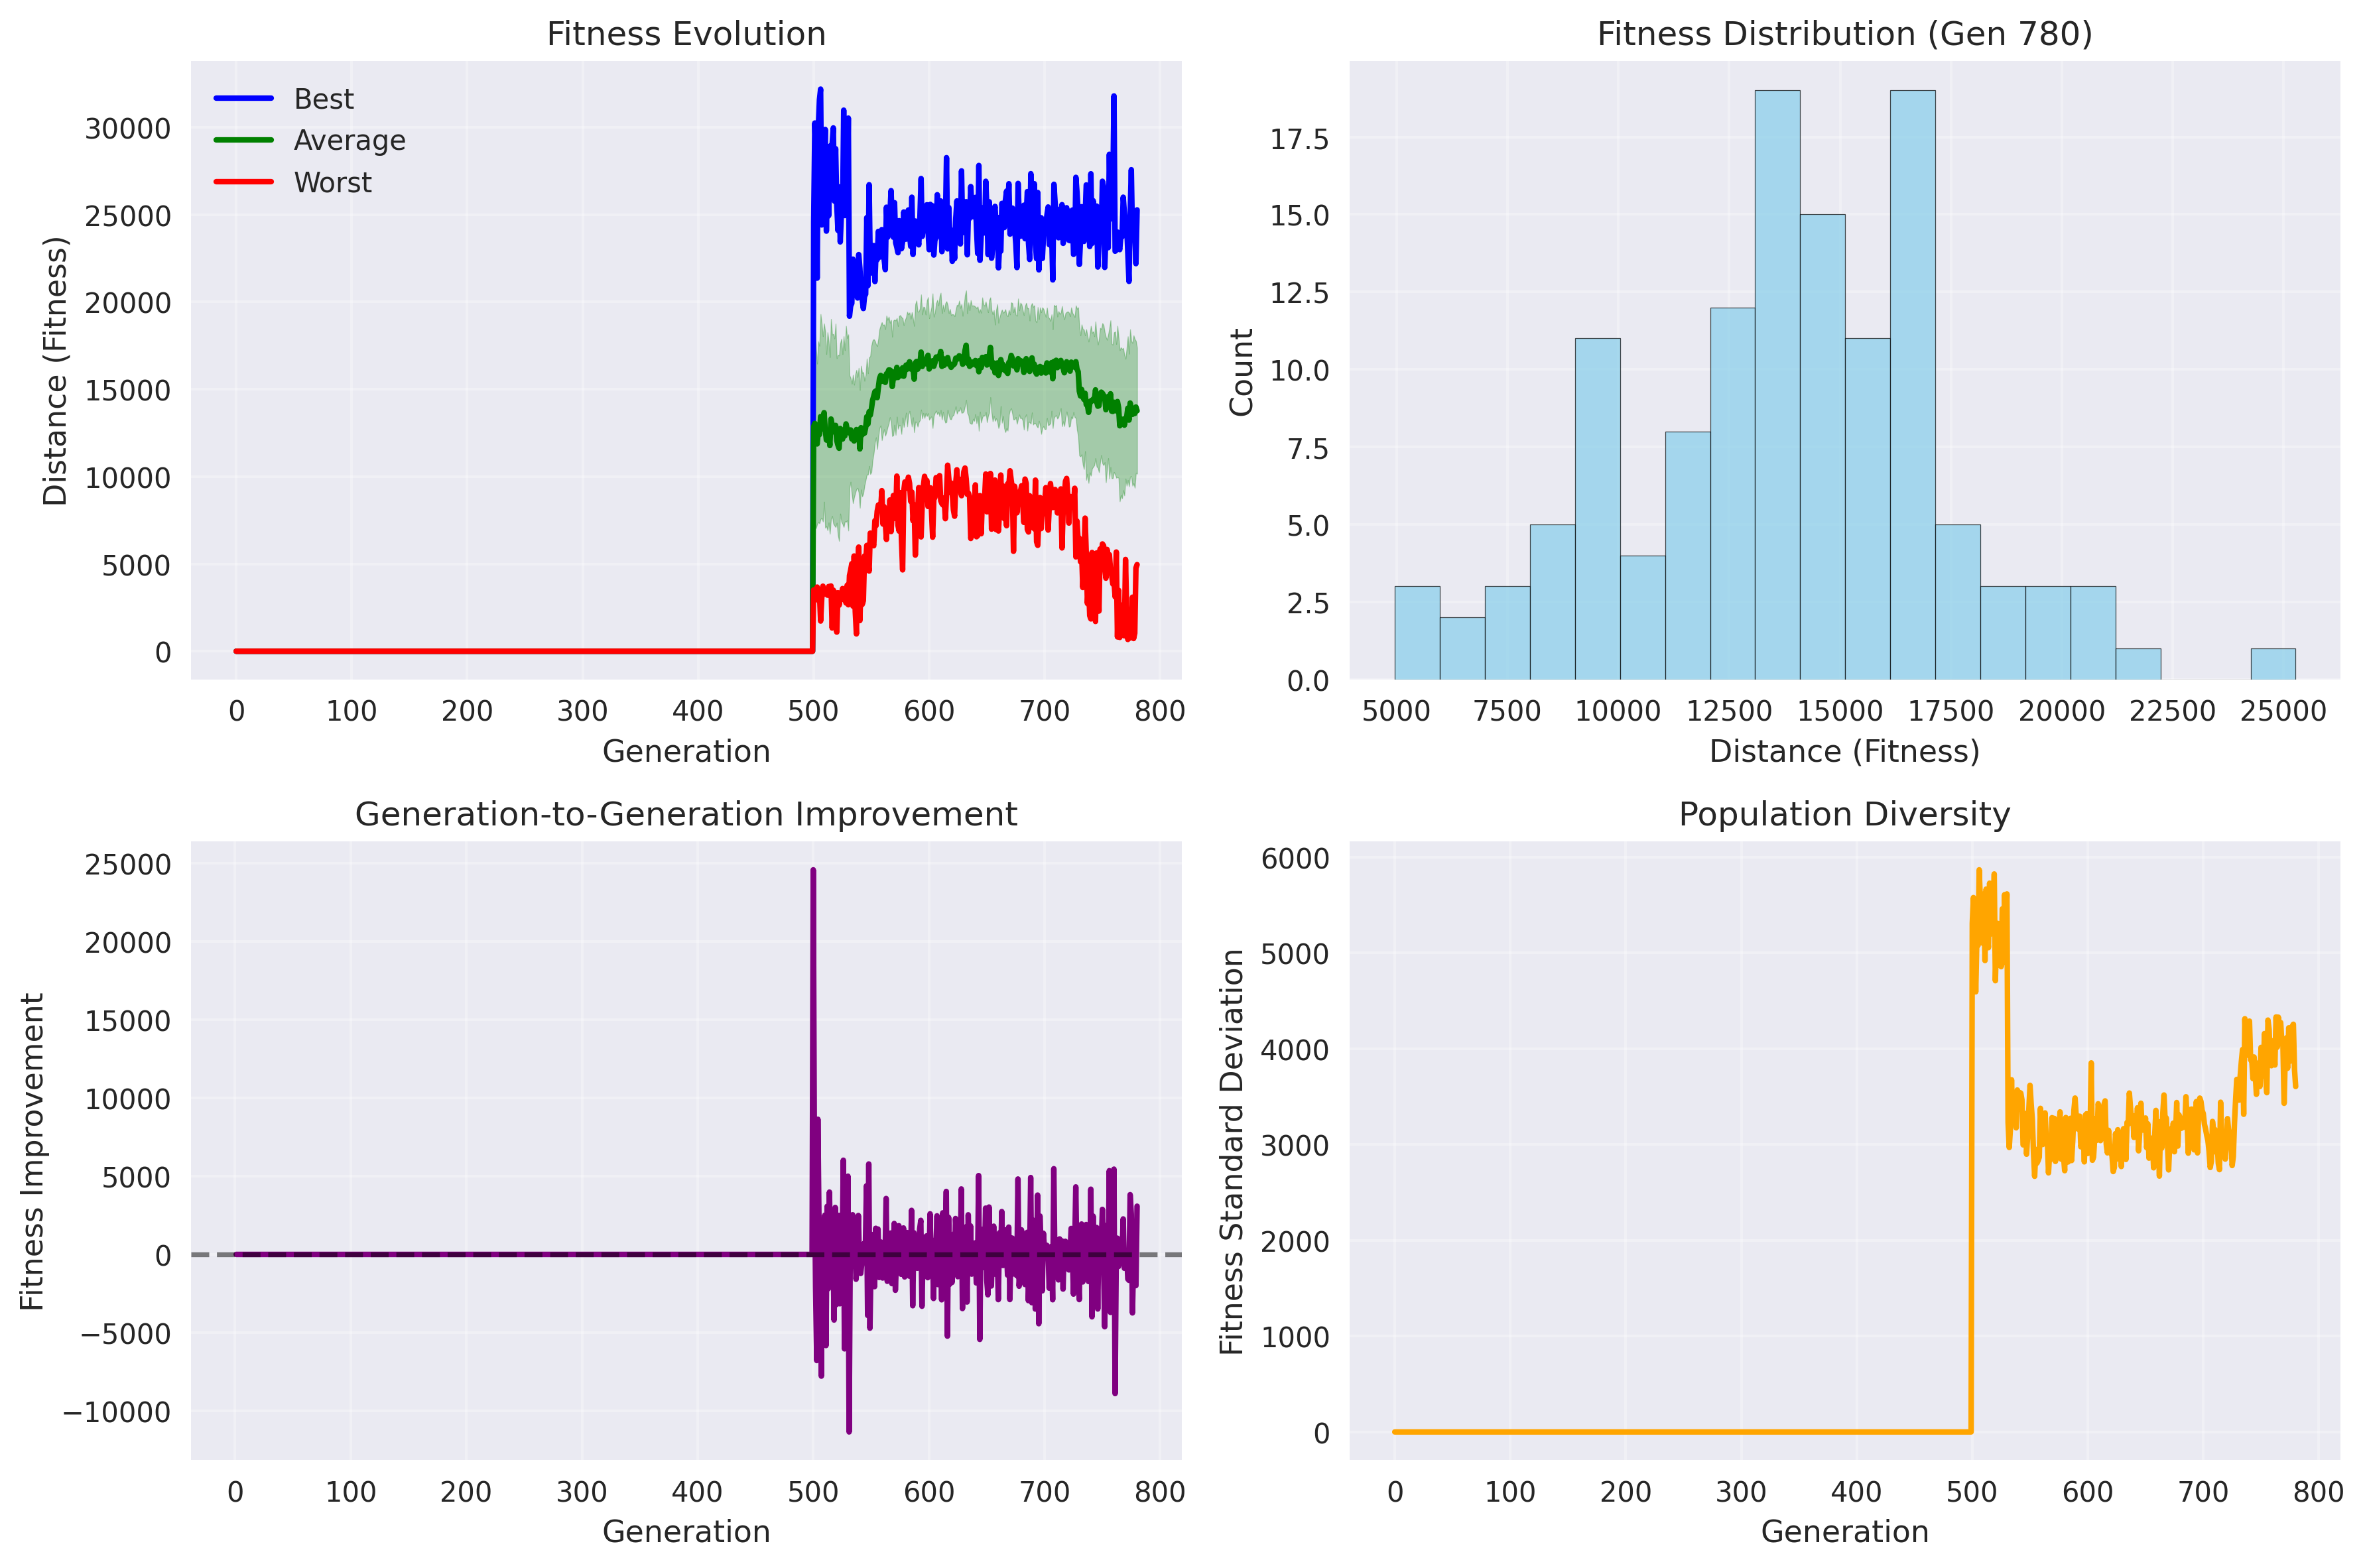 Fitness Evolution
Distance (Fitness)
30000
25000
20000
15000
10000
5000
0
Best
Average
Worst
0 100 200 300 400 500 600 700 800
Generation
Fitness Distribution (Gen 780)
Count
17.5
15.0
12.5
10.0
7.5
5.0
2.5
0.0
5000 7500 10000 12500 15000 17500 20000 22500 25000
Distance (Fitness)
Generation-to-Generation Improvement
Fitness Improvement
25000
20000
15000
10000
5000
0
−5000
−10000
0 100 200 300 400 500 600 700 800
Generation
Population Diversity
Fitness Standard Deviation
6000
5000
4000
3000
2000
1000
0
0 100 200 300 400 500 600 700 800
Generation